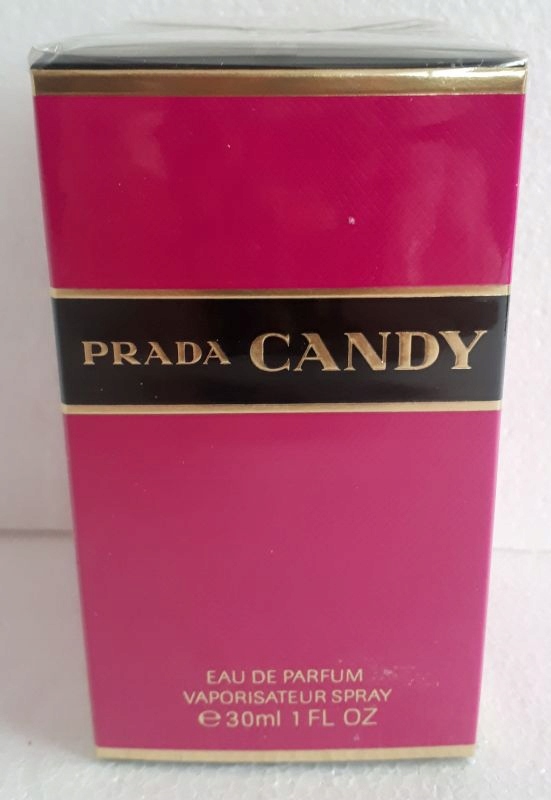 PRADA CANDY
EAU DE PARFUM
VAPORISATEUR SPRAY
℮30ml 1 FL OZ